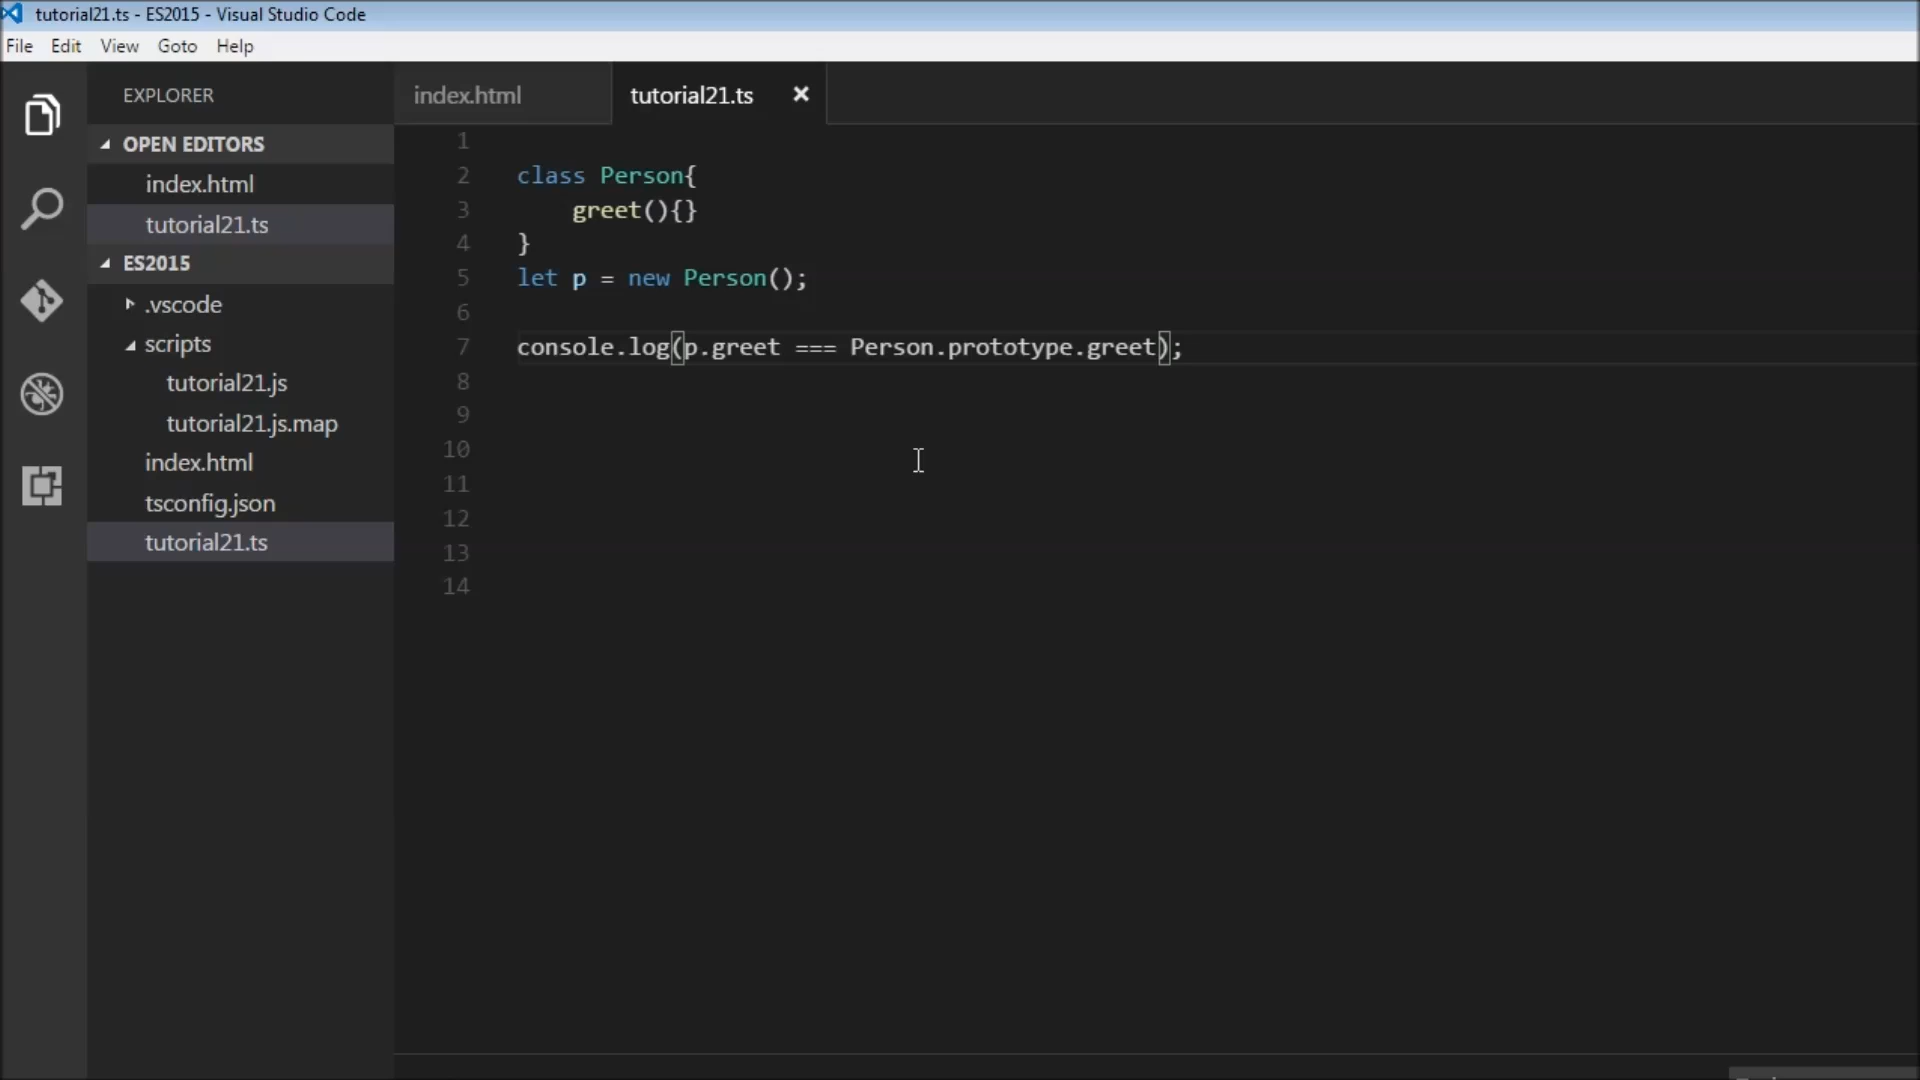 tutorial21.ts - ES2015 - Visual Studio Code
File Edit View Goto Help
EXPLORER
OPEN EDITORS
index.html
tutorial21.ts
ES2015
.vscode
scripts
tutorial21.js
tutorial21.js.map
index.html
tsconfig.json
tutorial21.ts
index.html tutorial21.ts
1
2 class Person{
3 greet(){}
4 }
5 let p = new Person();
6
7 console.log(p.greet === Person.prototype.greet);
8
9
10
11
12
13
14